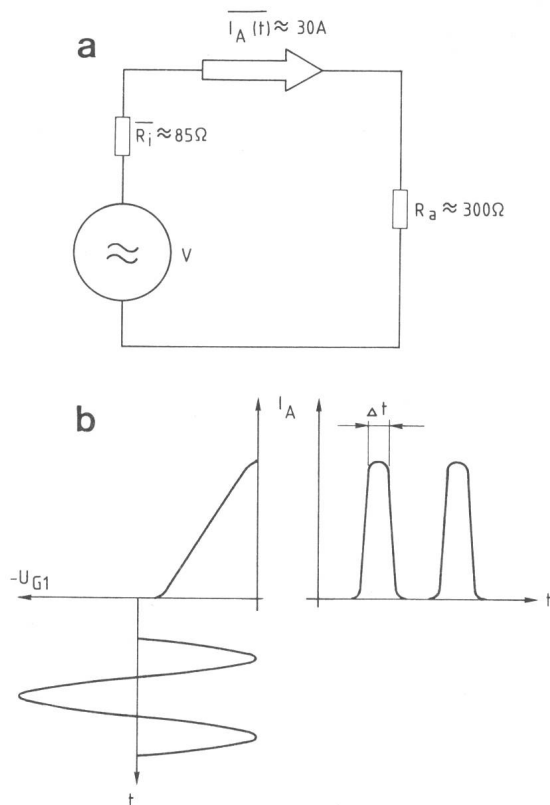 a
I_A(t) ≈ 30A
R_i ≈ 85Ω
R_a ≈ 300Ω
V
b
I_A
Δt
-U_G1
t
t